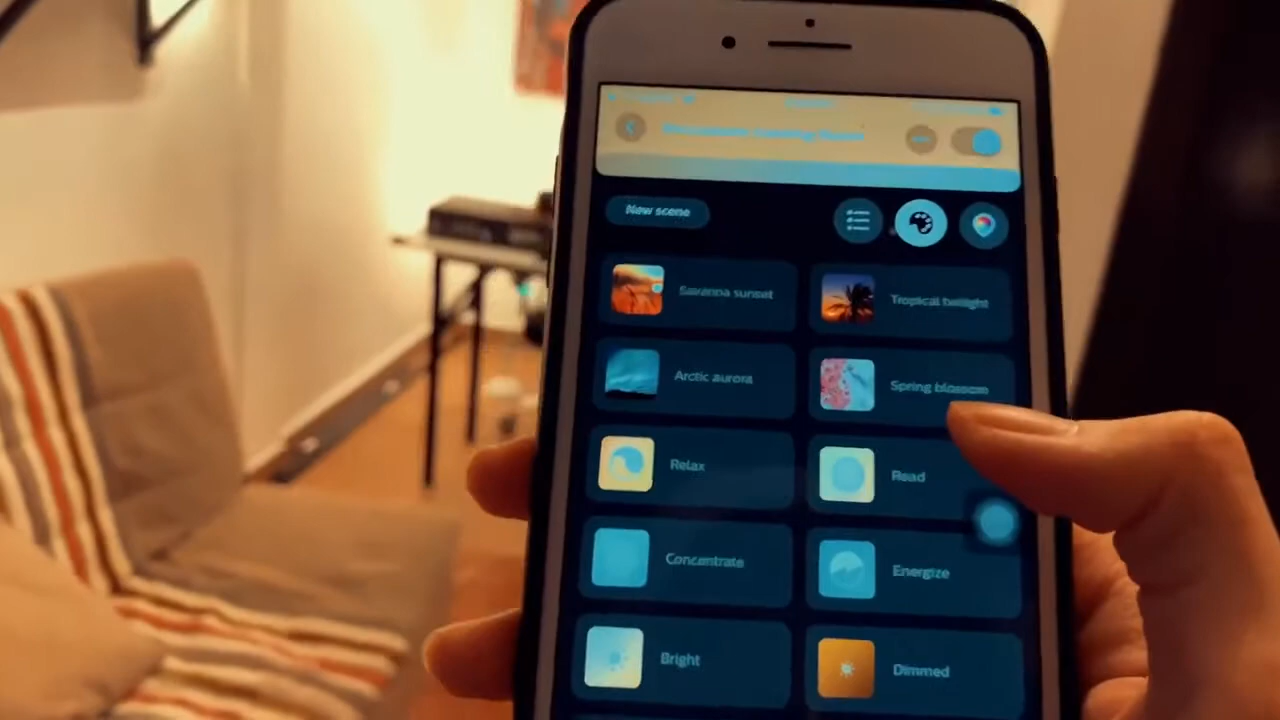 New scene
Savanna sunset
Tropical twilight
Arctic aurora
Spring blossom
Relax
Read
Concentrate
Energize
Bright
Dimmed